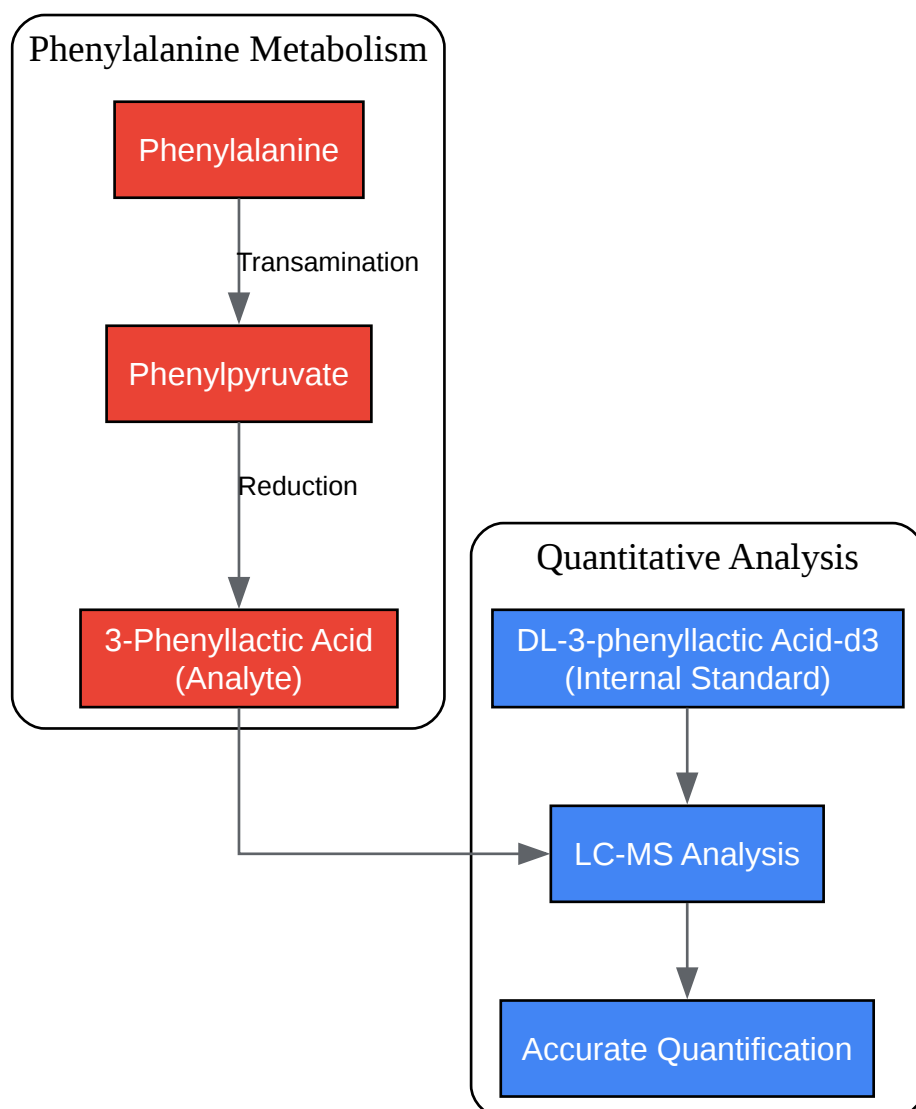 Phenylalanine Metabolism
Phenylalanine
Transamination
Phenylpyruvate
Reduction
3-Phenyllactic Acid
(Analyte)
Quantitative Analysis
DL-3-phenyllactic Acid-d3
(Internal Standard)
LC-MS Analysis
Accurate Quantification